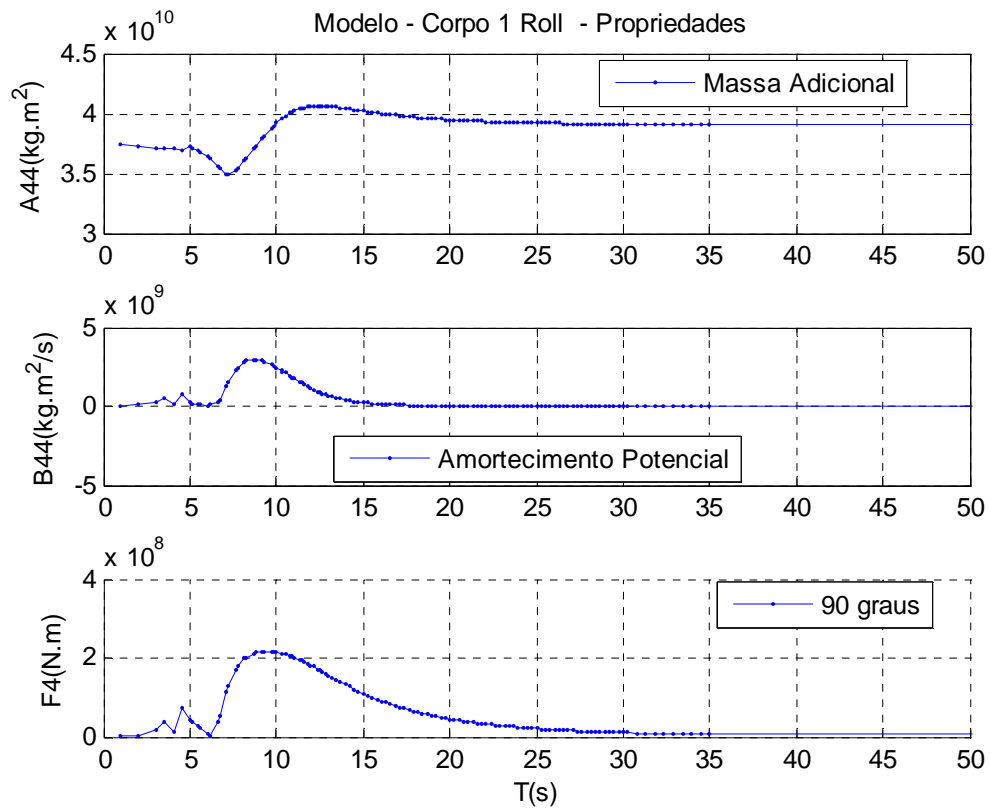 x 10^10
Modelo - Corpo 1 Roll - Propriedades
4.5
4
3.5
3
A44(kg.m^2)
Massa Adicional
0 5 10 15 20 25 30 35 40 45 50
x 10^9
5
0
-5
B44(kg.m^2/s)
Amortecimento Potencial
0 5 10 15 20 25 30 35 40 45 50
x 10^8
4
2
0
F4(N.m)
90 graus
0 5 10 15 20 25 30 35 40 45 50
T(s)